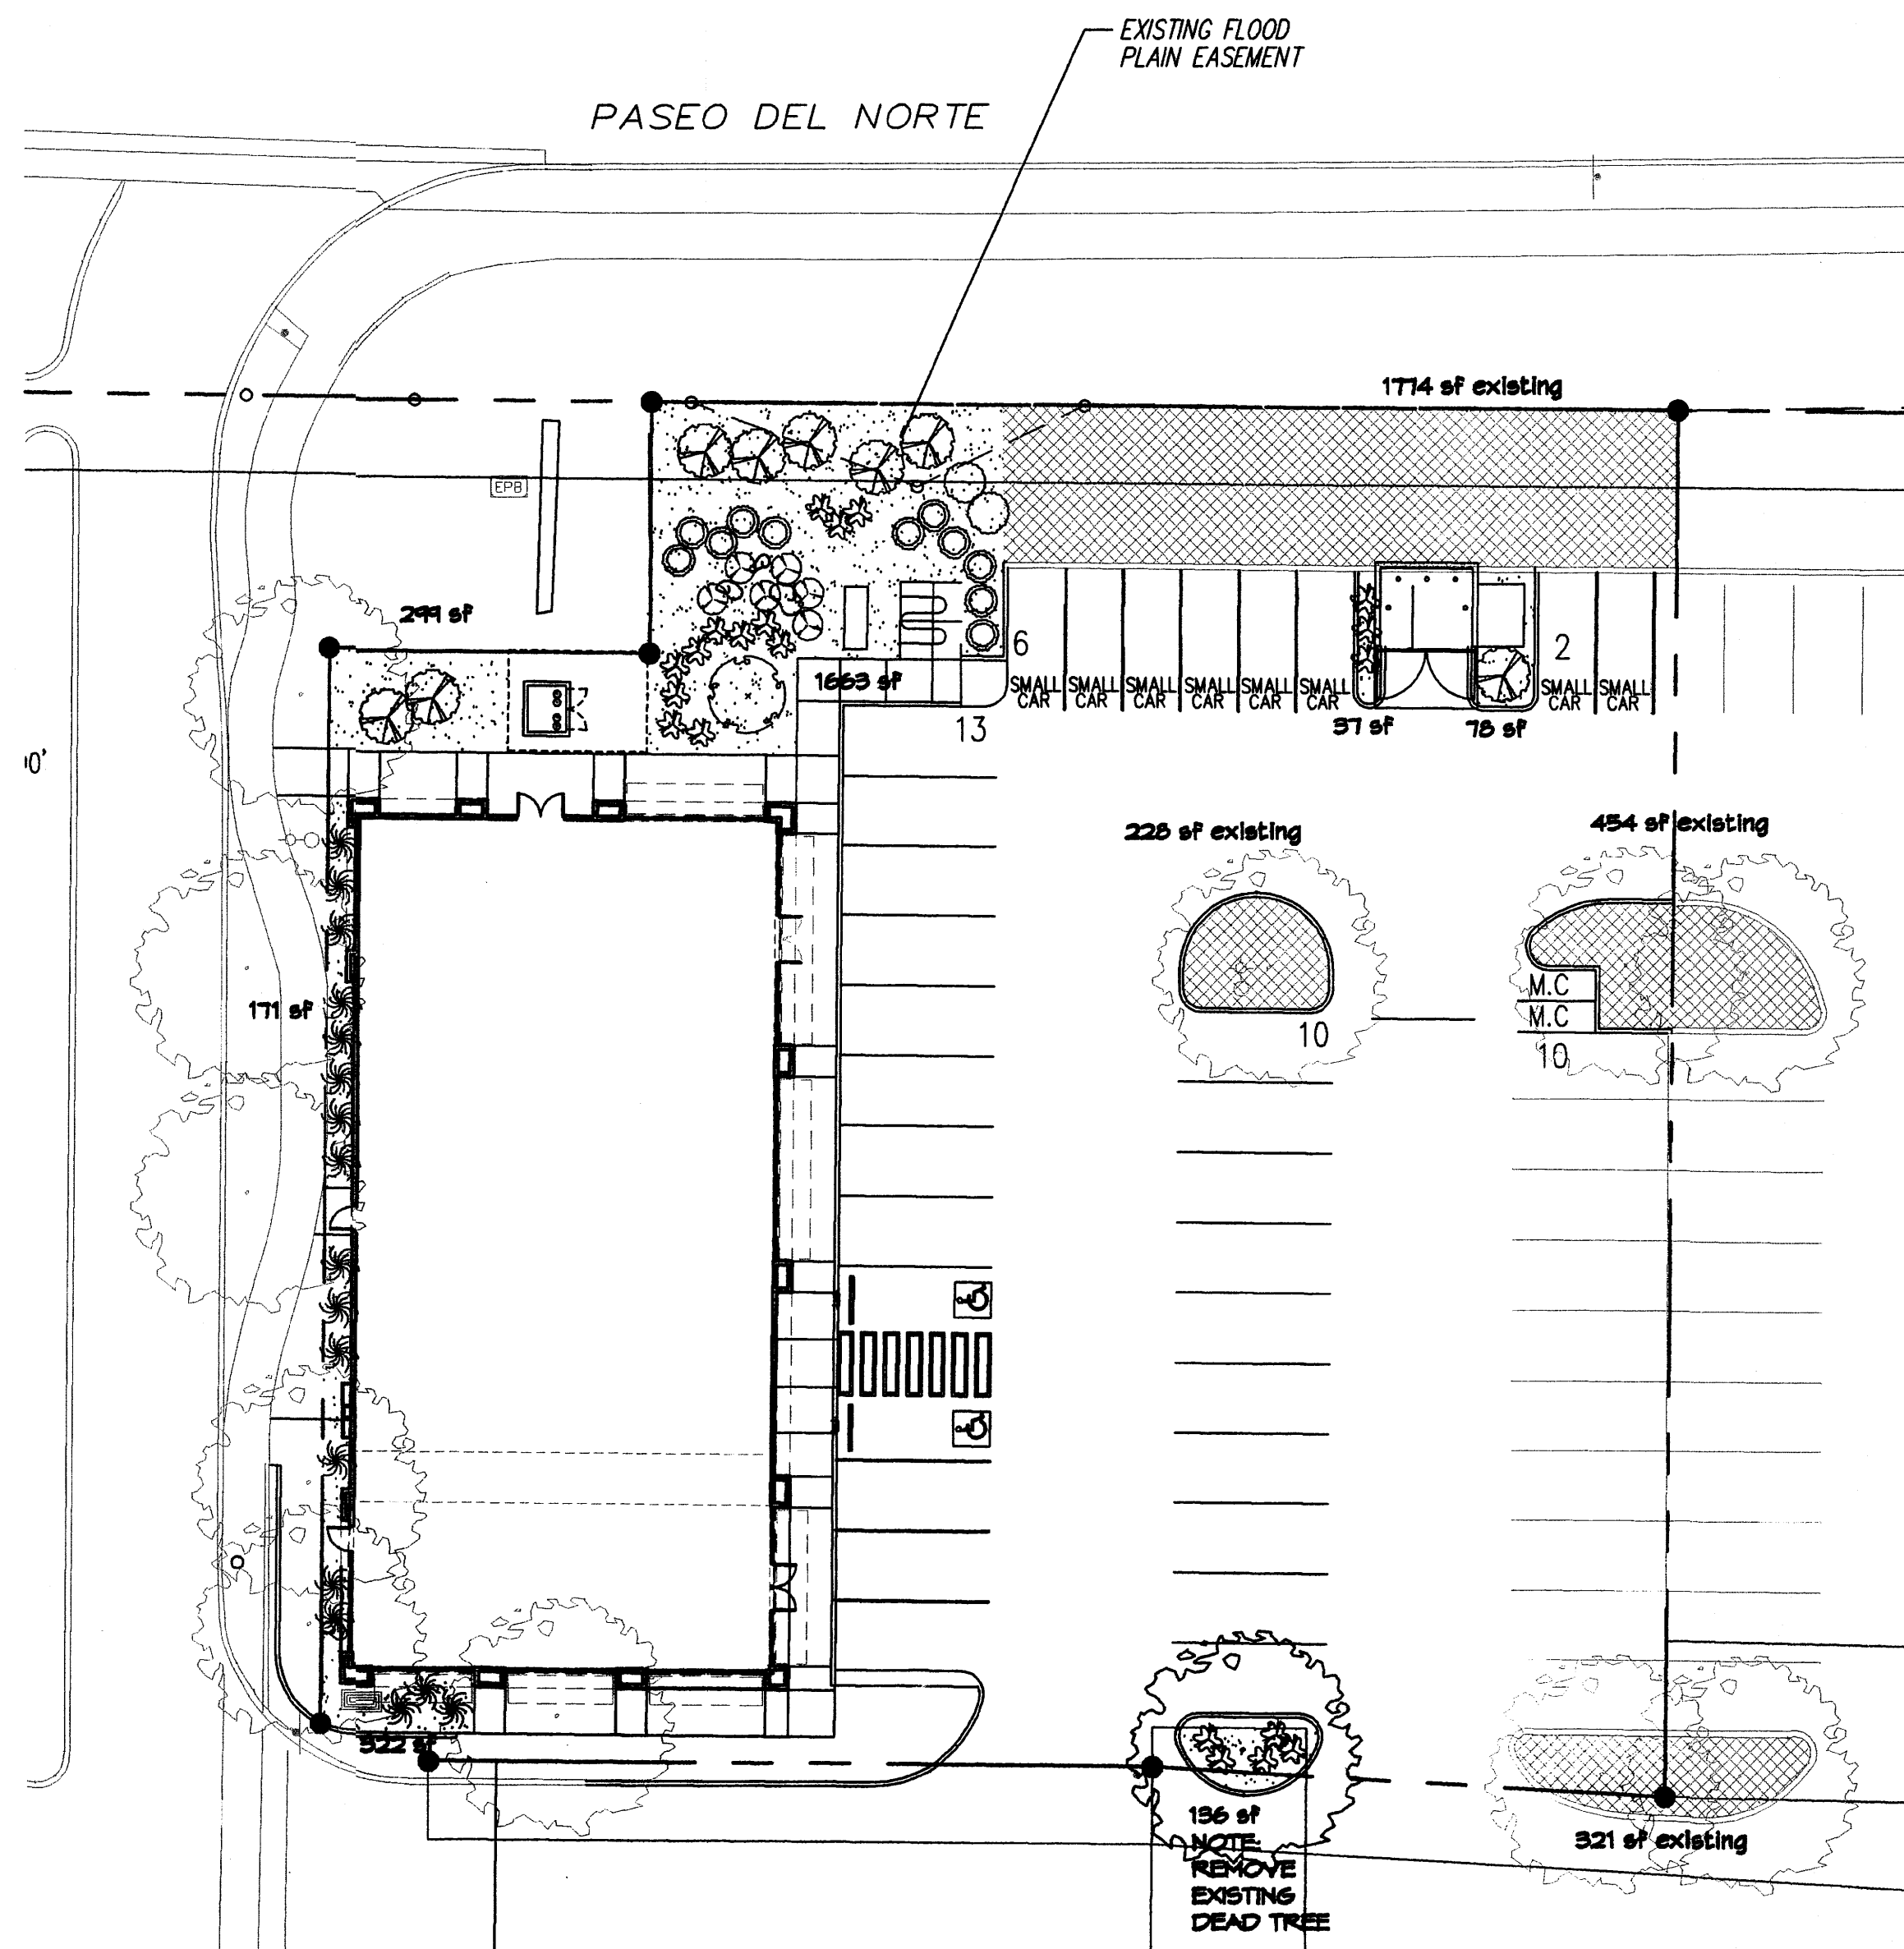 EXISTING FLOOD
PLAIN EASEMENT
PASEO DEL NORTE
1774 sf existing
EPB
299 sf
1663 sf
6
SMALL
CAR
SMALL
CAR
SMALL
CAR
SMALL
CAR
SMALL
CAR
SMALL
CAR
2
SMALL
CAR
SMALL
CAR
13
37 sf
78 sf
10'
228 sf existing
454 sf existing
171 sf
M.C
M.C
10
10
322 sf
136 sf
NOTE:
REMOVE
EXISTING
DEAD TREE
321 sf existing